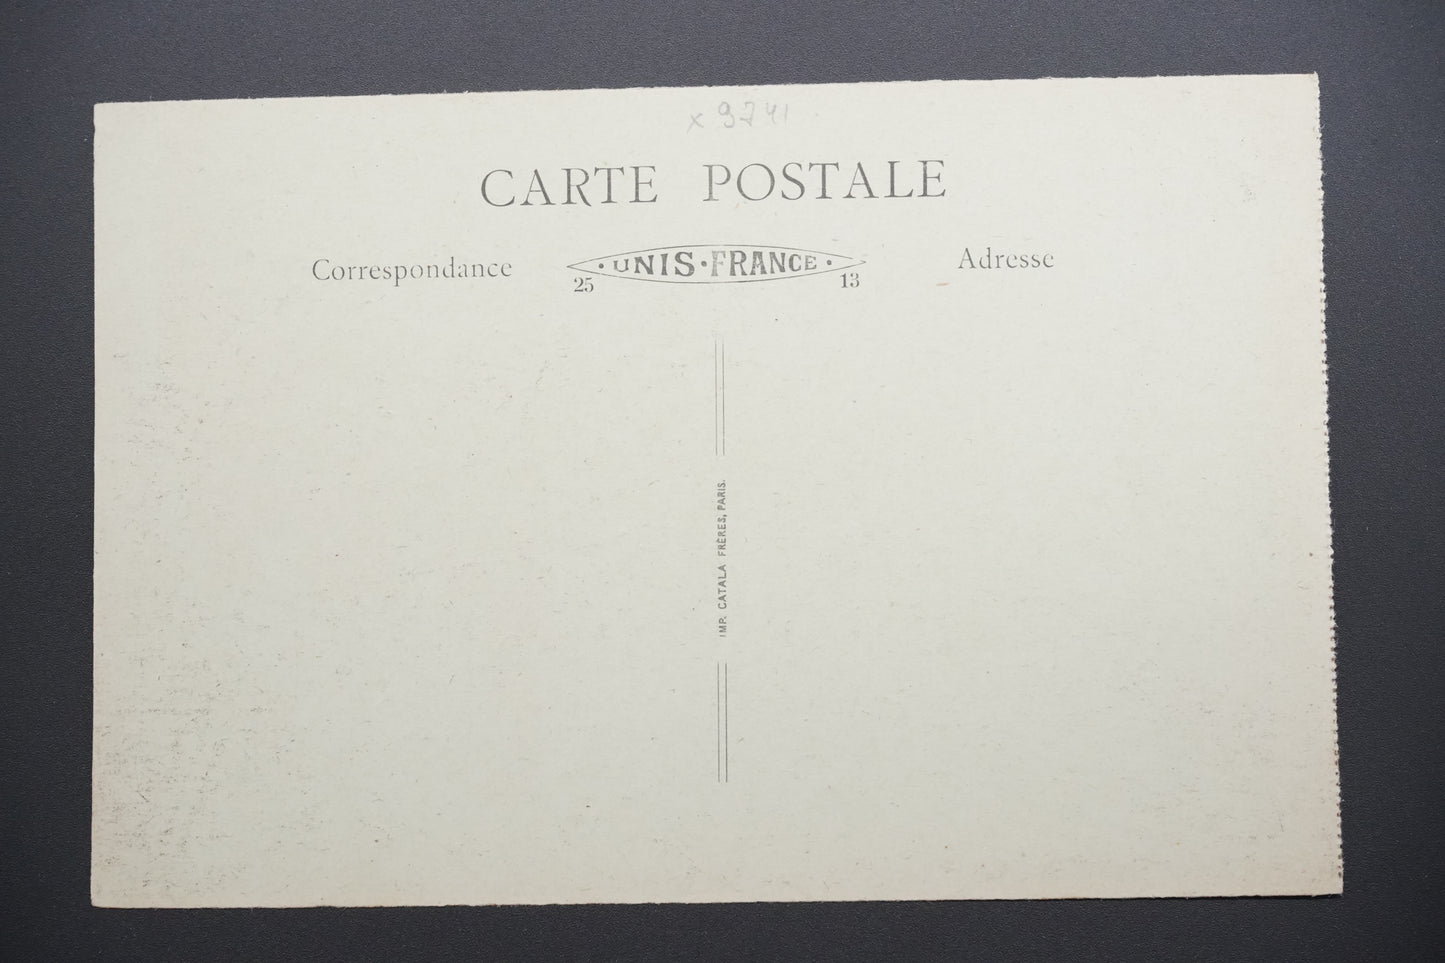 x 9741
CARTE POSTALE
Correspondance
· UNIS · FRANCE ·
Adresse
25
13
IMP. CATALA FRÈRES, PARIS.